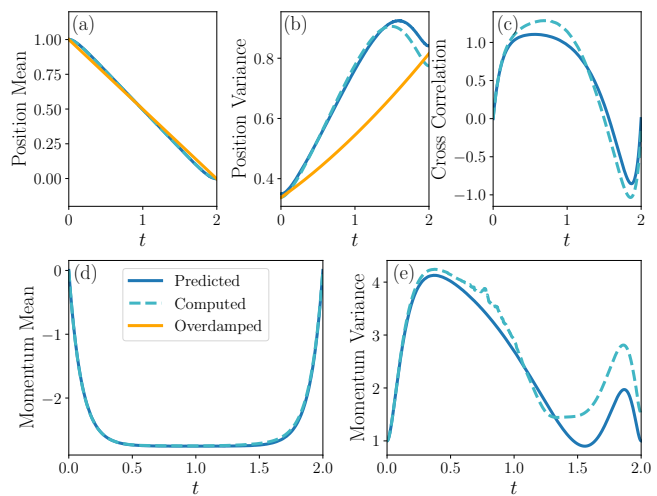 (a)
Position Mean
1.00
0.75
0.50
0.25
0.00
0
1
2
t
(b)
Position Variance
0.8
0.6
0.4
0
1
2
t
(c)
Cross Correlation
1.0
0.5
0.0
−0.5
−1.0
0
1
2
t
(d)
Momentum Mean
0
−1
−2
0.0
0.5
1.0
1.5
2.0
t
Predicted
Computed
Overdamped
(e)
Momentum Variance
4
3
2
1
0.0
0.5
1.0
1.5
2.0
t